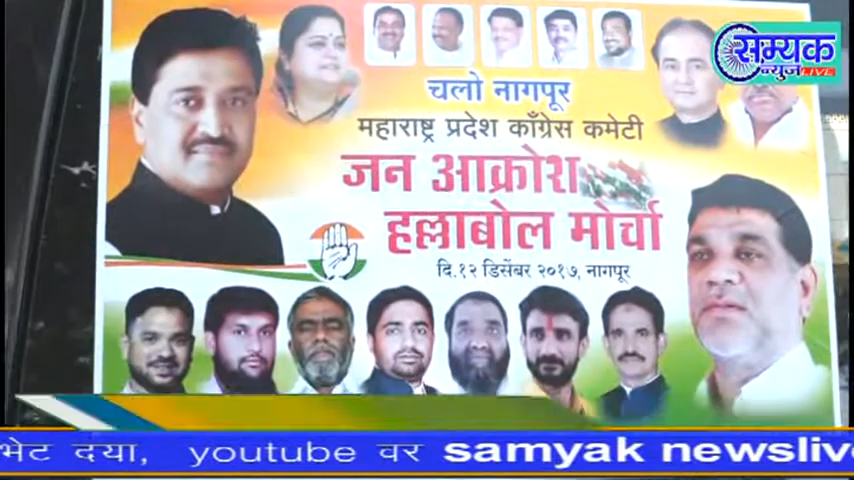 सम्यक
न्युज LIVE
चलो नागपूर
महाराष्ट्र प्रदेश काँग्रेस कमेटी
जन आक्रोश
हल्लाबोल मोर्चा
दि.१२ डिसेंबर २०१७, नागपूर
भेट दया, youtube वर samyak newsliv